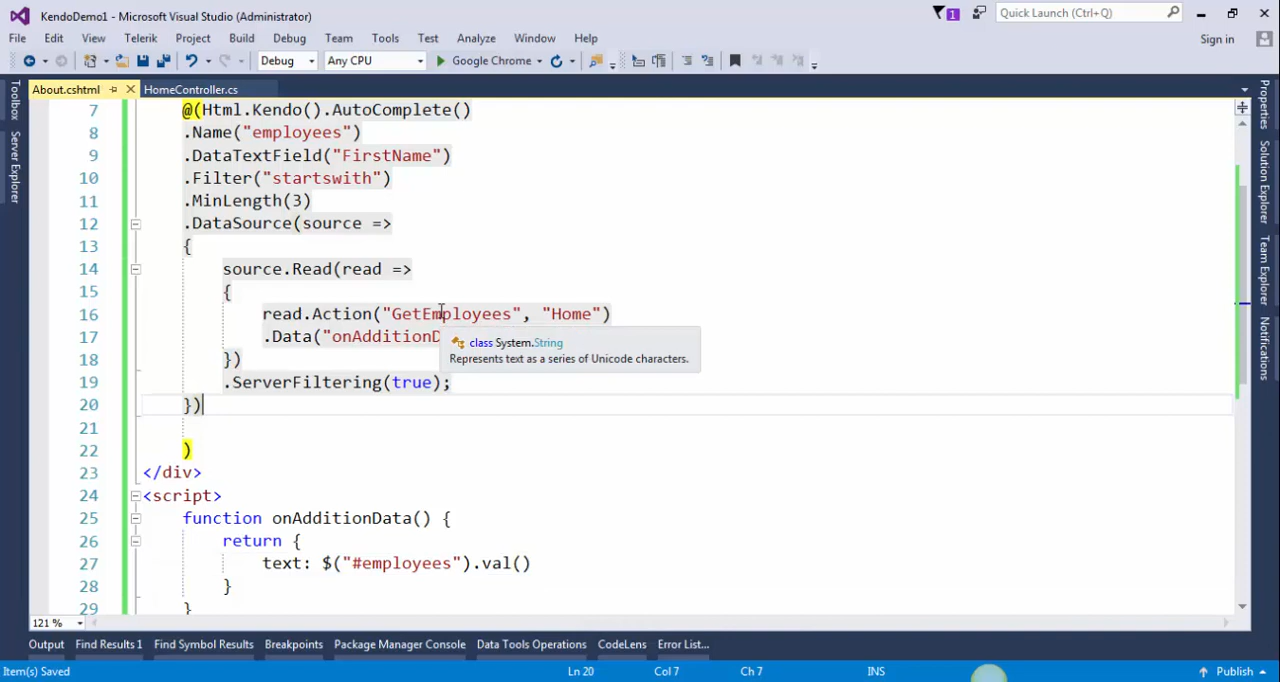 KendoDemo1 - Microsoft Visual Studio (Administrator)
1
Quick Launch (Ctrl+Q)
File Edit View Telerik Project Build Debug Team Tools Test Analyze Window Help
Sign in
Debug Any CPU Google Chrome
About.cshtml HomeController.cs
Toolbox
Server Explorer
Properties
Solution Explorer
Team Explorer
Notifications
7 @(Html.Kendo().AutoComplete()
8 .Name("employees")
9 .DataTextField("FirstName")
10 .Filter("startswith")
11 .MinLength(3)
12 .DataSource(source =>
13 {
14 source.Read(read =>
15 {
16 read.Action("GetEmployees", "Home")
17 .Data("onAdditionD
class System.String
Represents text as a series of Unicode characters.
18 })
19 .ServerFiltering(true);
20 })
21
22 )
23 </div>
24 <script>
25 function onAdditionData() {
26 return {
27 text: $("#employees").val()
28 }
29 }
121 %
Output Find Results 1 Find Symbol Results Breakpoints Package Manager Console Data Tools Operations CodeLens Error List...
Item(s) Saved Ln 20 Col 7 Ch 7 INS Publish